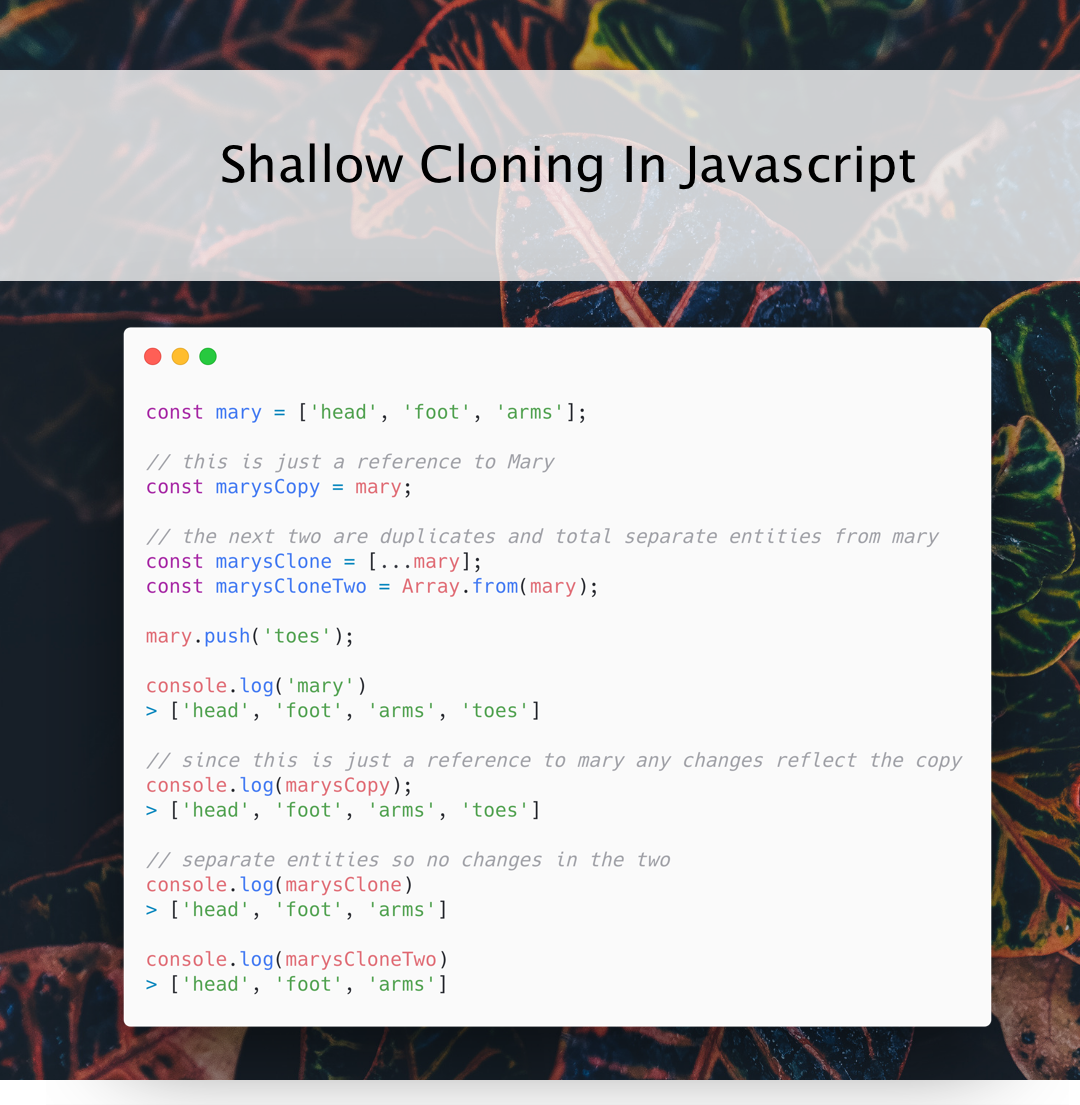 Shallow Cloning In Javascript
const mary = ['head', 'foot', 'arms'];
// this is just a reference to Mary
const marysCopy = mary;
// the next two are duplicates and total separate entities from mary
const marysClone = [...mary];
const marysCloneTwo = Array.from(mary);
mary.push('toes');
console.log('mary')
> ['head', 'foot', 'arms', 'toes']
// since this is just a reference to mary any changes reflect the copy
console.log(marysCopy);
> ['head', 'foot', 'arms', 'toes']
// separate entities so no changes in the two
console.log(marysClone)
> ['head', 'foot', 'arms']
console.log(marysCloneTwo)
> ['head', 'foot', 'arms']